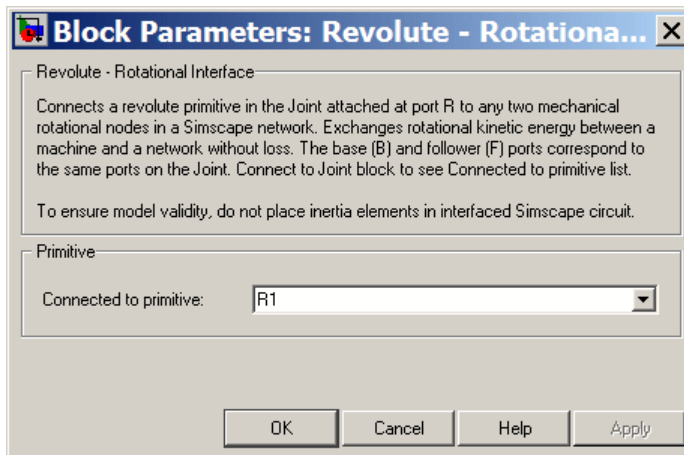 Block Parameters: Revolute - Rotationa...
Revolute - Rotational Interface
Connects a revolute primitive in the Joint attached at port R to any two mechanical
rotational nodes in a Simscape network. Exchanges rotational kinetic energy between a
machine and a network without loss. The base (B) and follower (F) ports correspond to
the same ports on the Joint. Connect to Joint block to see Connected to primitive list.
To ensure model validity, do not place inertia elements in interfaced Simscape circuit.
Primitive
Connected to primitive: R1
OK Cancel Help Apply